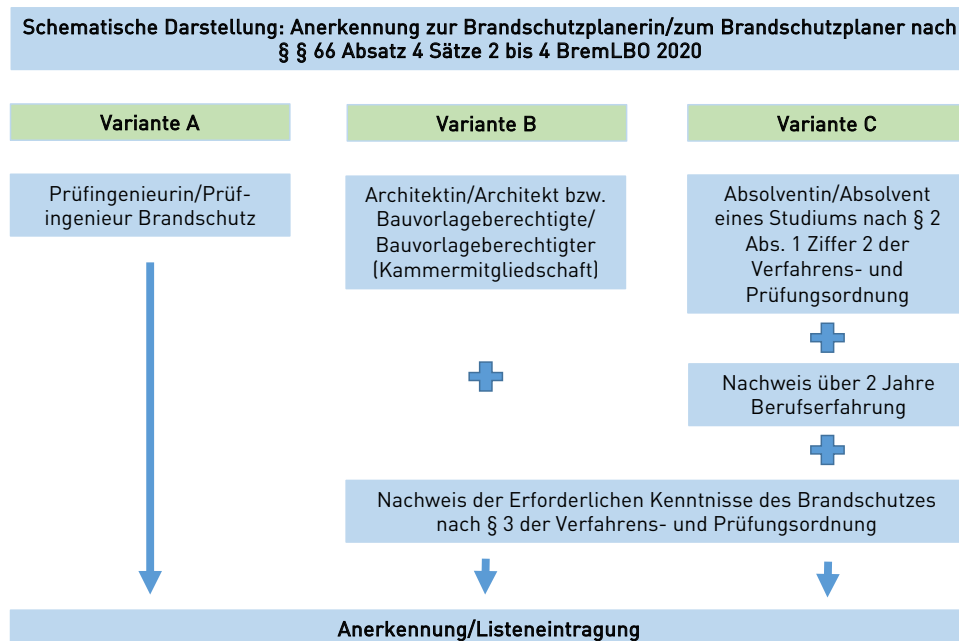 Schematische Darstellung: Anerkennung zur Brandschutzplanerin/zum Brandschutzplaner nach
§ § 66 Absatz 4 Sätze 2 bis 4 BremLBO 2020
Variante A
Variante B
Variante C
Prüfingenieurin/Prüf-
ingenieur Brandschutz
Architektin/Architekt bzw.
Bauvorlageberechtigte/
Bauvorlageberechtigter
(Kammermitgliedschaft)
Absolventin/Absolvent
eines Studiums nach § 2
Abs. 1 Ziffer 2 der
Verfahrens- und
Prüfungsordnung
Nachweis über 2 Jahre
Berufserfahrung
Nachweis der Erforderlichen Kenntnisse des Brandschutzes
nach § 3 der Verfahrens- und Prüfungsordnung
Anerkennung/Listeneintragung